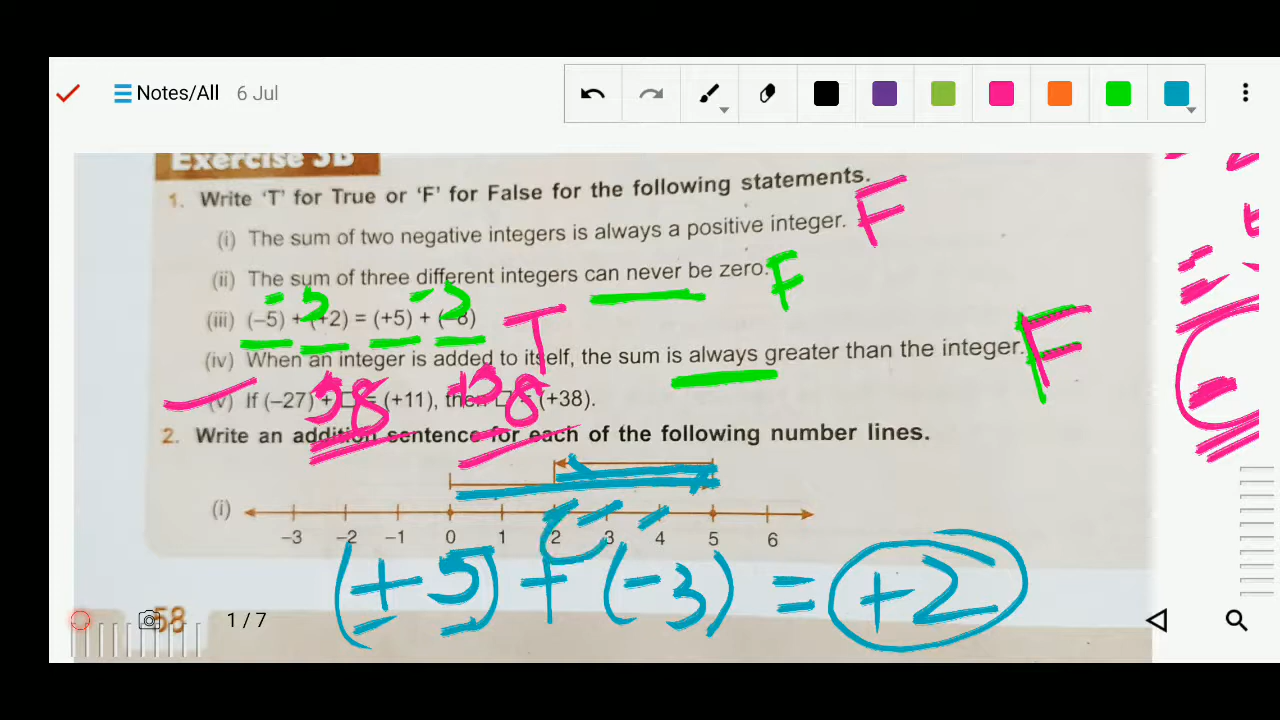 Notes/All 6 Jul
Exercise 3B
1. Write 'T' for True or 'F' for False for the following statements.
(i) The sum of two negative integers is always a positive integer. F
(ii) The sum of three different integers can never be zero. F
-3 -3
(iii) (–5) + (+2) = (+5) + (–8) T
(iv) When an integer is added to itself, the sum is always greater than the integer. F
(v) If (–27) + □ = (+11), then □ = (+38).
38 +38
2. Write an addition sentence for each of the following number lines.
(i)
–3 –2 –1 0 1 2 3 4 5 6
(+5) + (-3) = +2
58 1 / 7